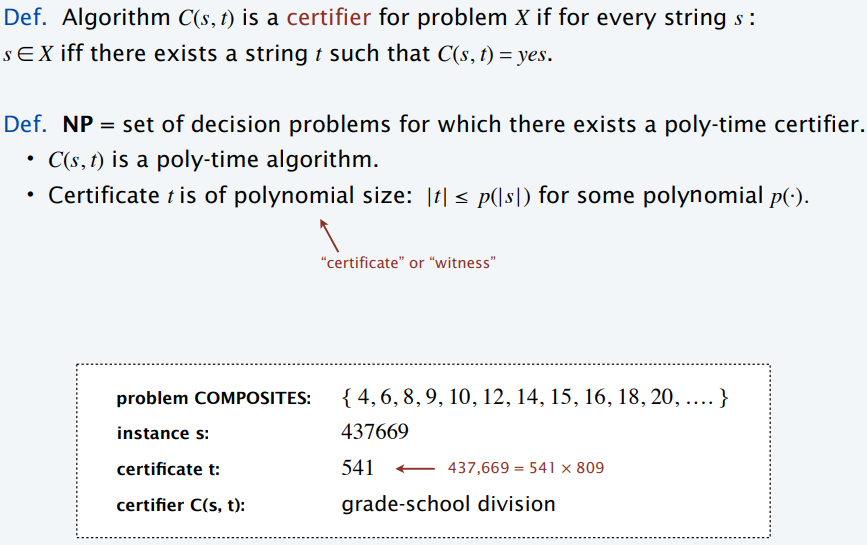 Def. Algorithm C(s, t) is a certifier for problem X if for every string s :
s ∈ X iff there exists a string t such that C(s, t) = yes.
Def. NP = set of decision problems for which there exists a poly-time certifier.
• C(s, t) is a poly-time algorithm.
• Certificate t is of polynomial size: |t| ≤ p(|s|) for some polynomial p(·).
“certificate” or “witness”
problem COMPOSITES: { 4, 6, 8, 9, 10, 12, 14, 15, 16, 18, 20, …. }
instance s: 437669
certificate t: 541 ← 437,669 = 541 × 809
certifier C(s, t): grade-school division